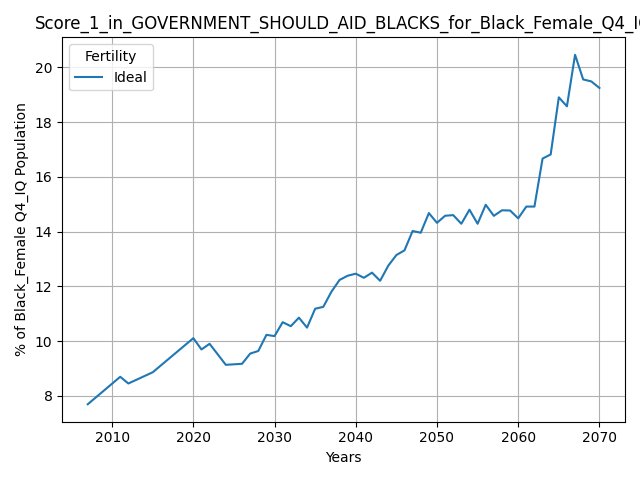 Score_1_in_GOVERNMENT_SHOULD_AID_BLACKS_for_Black_Female_Q4_IQ
Fertility
Ideal
% of Black_Female Q4_IQ Population
20
18
16
14
12
10
8
2010 2020 2030 2040 2050 2060 2070
Years